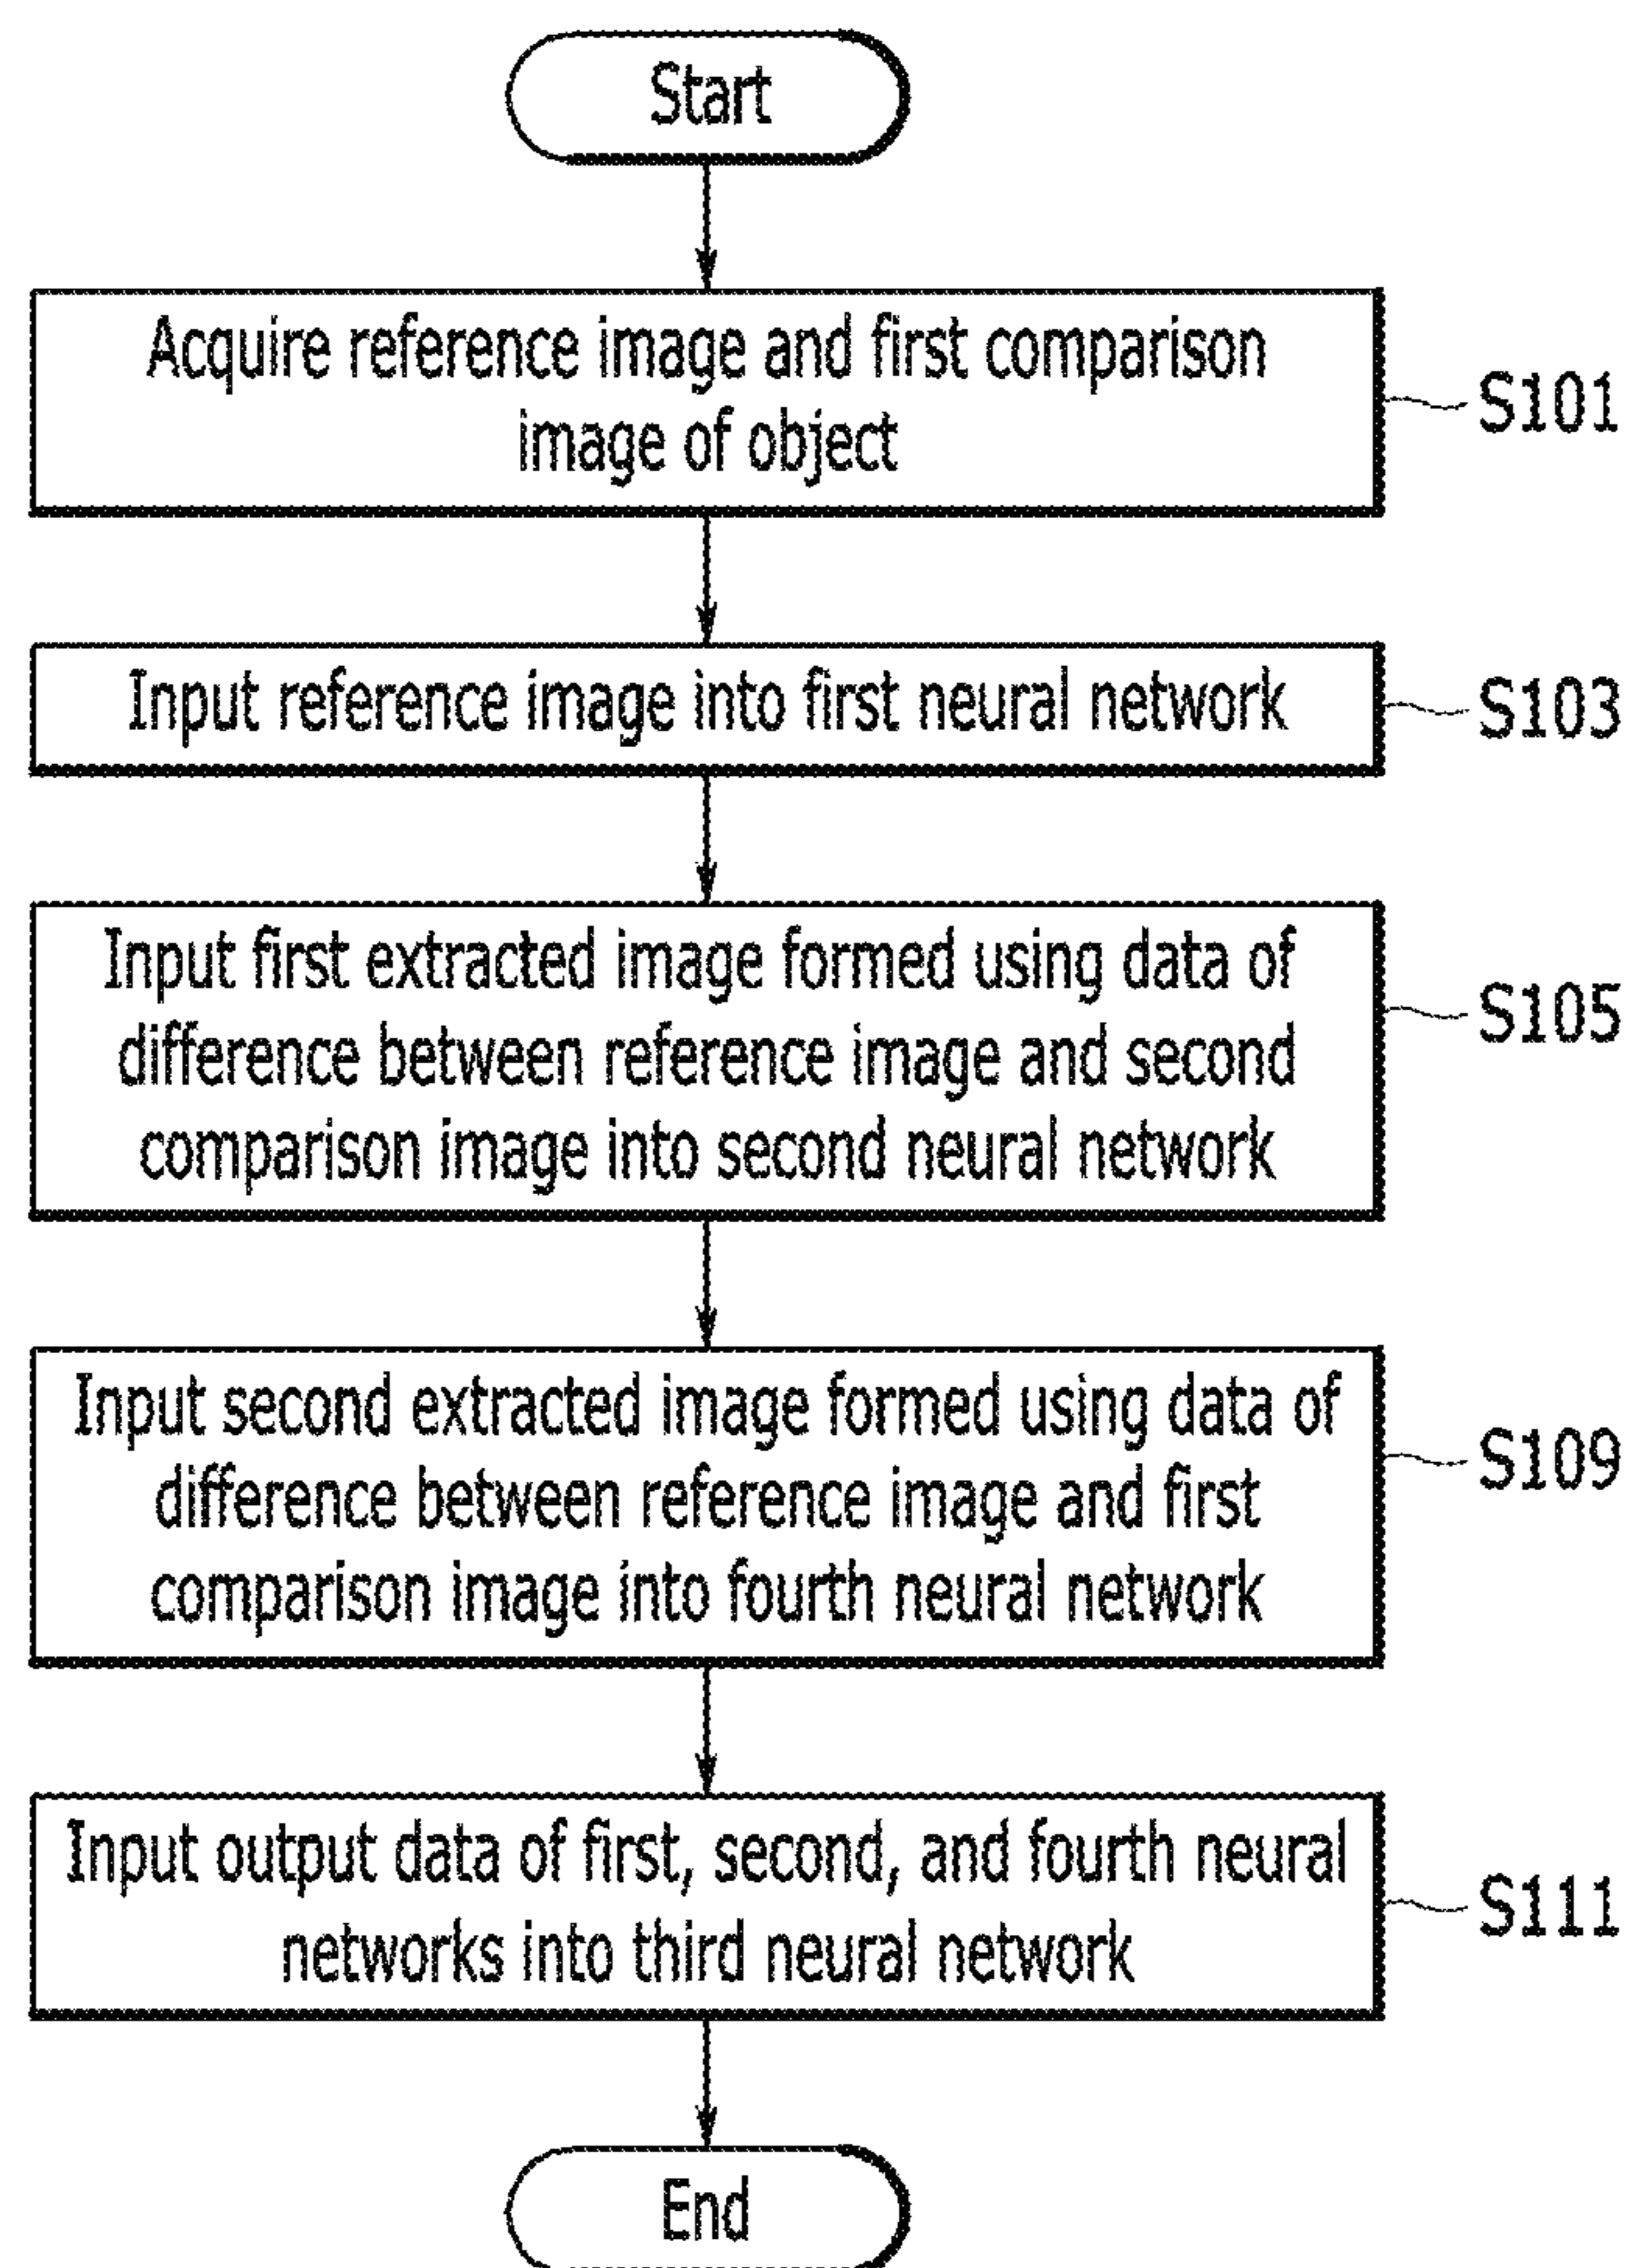 Start
Acquire reference image and first comparison
image of object
S101
Input reference image into first neural network
S103
Input first extracted image formed using data of
difference between reference image and second
comparison image into second neural network
S105
Input second extracted image formed using data of
difference between reference image and first
comparison image into fourth neural network
S109
Input output data of first, second, and fourth neural
networks into third neural network
S111
End